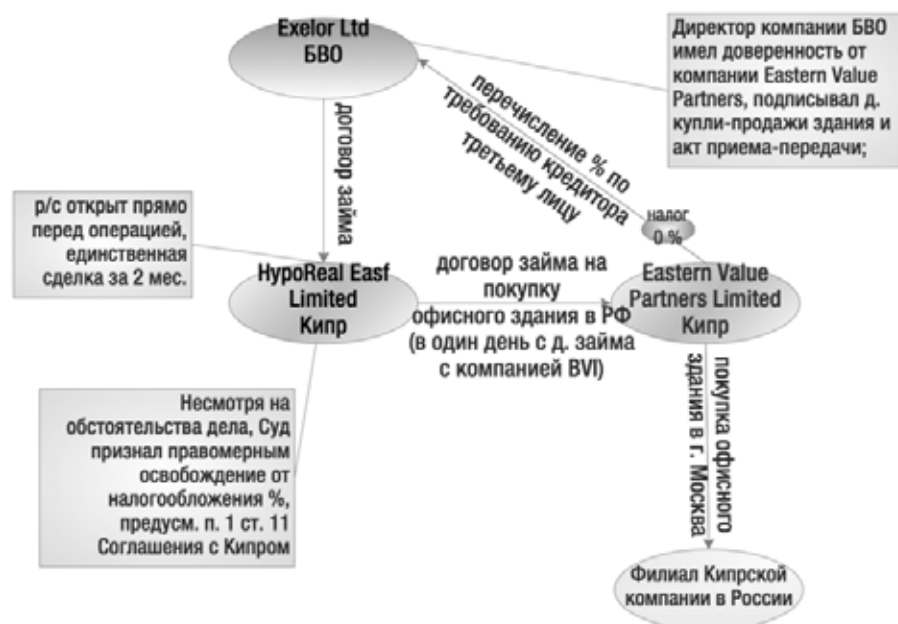 Exelor Ltd
БВО
Директор компании БВО
имел доверенность от
компании Eastern Value
Partners, подписывал д.
купли-продажи здания и
акт приема-передачи;
договор займа
перечисление % по
требованию кредитора
третьему лицу
налог
0 %
р/с открыт прямо
перед операцией,
единственная
сделка за 2 мес.
HypoReal Easf
Limited
Кипр
договор займа на
покупку
офисного здания в РФ
(в один день с д. займа
с компанией BVI)
Eastern Value
Partners Limited
Кипр
Несмотря на
обстоятельства дела, Суд
признал правомерным
освобождение от
налогообложения %,
предусм. п. 1 ст. 11
Соглашения с Кипром
покупка офисного
здания в г. Москва
Филиал Кипрской
компании в России